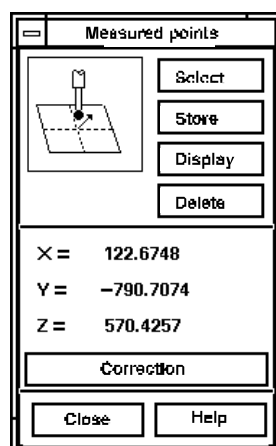 Measured points
Select
Store
Display
Delete
X = 122.6748
Y = -790.7074
Z = 570.4257
Correction
Close Help